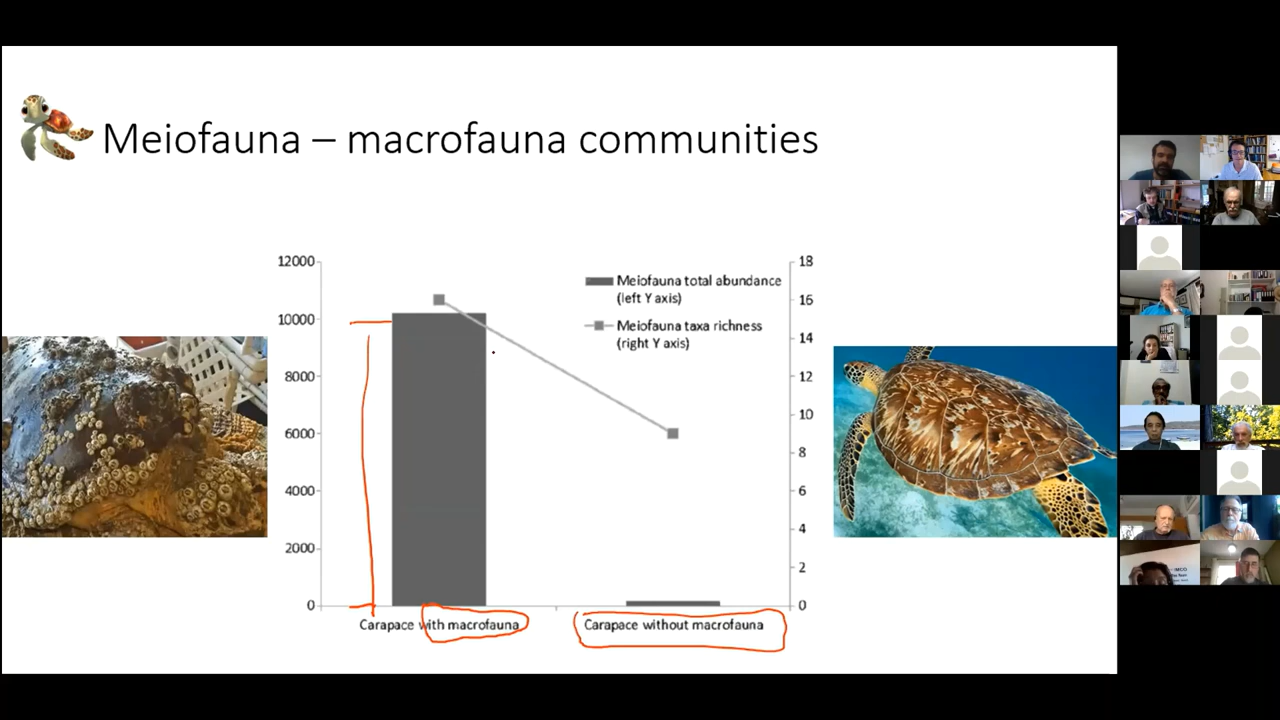 Meiofauna – macrofauna communities
12000
10000
8000
6000
4000
2000
0
18
16
14
12
10
8
6
4
2
0
Meiofauna total abundance
(left Y axis)
Meiofauna taxa richness
(right Y axis)
Carapace with macrofauna
Carapace without macrofauna